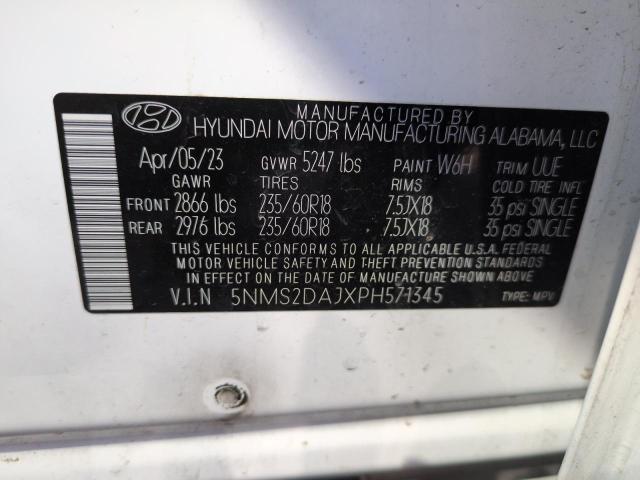 MANUFACTURED BY
HYUNDAI MOTOR MANUFACTURING ALABAMA, LLC
Apr/05/23 GVWR 5247 lbs PAINT W6H TRIM UUE
GAWR TIRES RIMS COLD TIRE INFL
FRONT 2866 lbs 235/60R18 7.5JX18 35 psi SINGLE
REAR 2976 lbs 235/60R18 7.5JX18 35 psi SINGLE
THIS VEHICLE CONFORMS TO ALL APPLICABLE U.S.A. FEDERAL
MOTOR VEHICLE SAFETY AND THEFT PREVENTION STANDARDS
IN EFFECT ON THE DATE OF MANUFACTURE SHOWN ABOVE.
V.I.N 5NMS2DAJXPH571345 TYPE: MPV